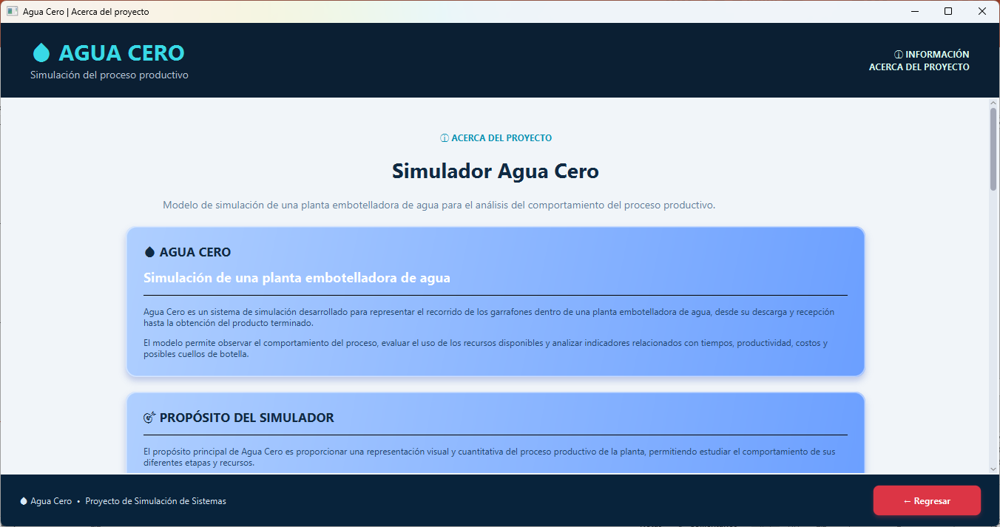 Agua Cero | Acerca del proyecto
AGUA CERO
Simulación del proceso productivo
ⓘ INFORMACIÓN
ACERCA DEL PROYECTO
ⓘ ACERCA DEL PROYECTO
Simulador Agua Cero
Modelo de simulación de una planta embotelladora de agua para el análisis del comportamiento del proceso productivo.
AGUA CERO
Simulación de una planta embotelladora de agua
Agua Cero es un sistema de simulación desarrollado para representar el recorrido de los garrafones dentro de una planta embotelladora de agua, desde su descarga y recepción
hasta la obtención del producto terminado.
El modelo permite observar el comportamiento del proceso, evaluar el uso de los recursos disponibles y analizar indicadores relacionados con tiempos, productividad, costos y
posibles cuellos de botella.
PROPÓSITO DEL SIMULADOR
El propósito principal de Agua Cero es proporcionar una representación visual y cuantitativa del proceso productivo de la planta, permitiendo estudiar el comportamiento de sus
diferentes etapas y recursos.
Agua Cero • Proyecto de Simulación de Sistemas
← Regresar